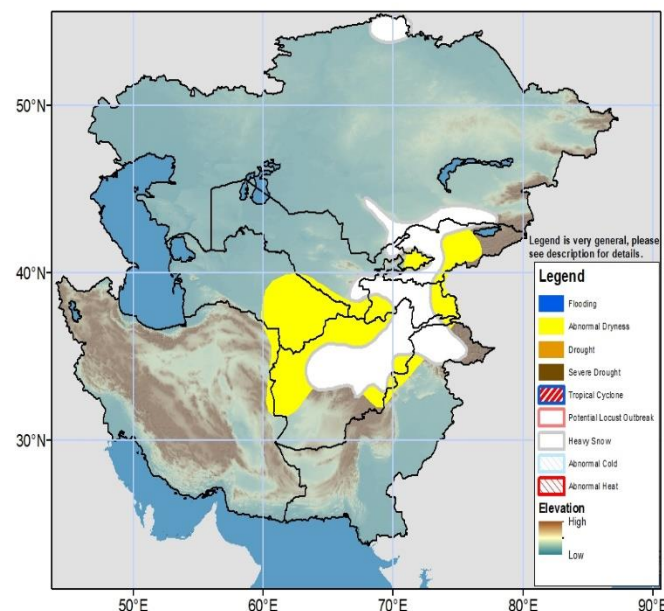 50°N
40°N
30°N
50°E
60°E
70°E
80°E
90°E
Legend is very general, please
see description for details.
Legend
Flooding
Abnormal Dryness
Drought
Severe Drought
Tropical Cyclone
Potential Locust Outbreak
Heavy Snow
Abnormal Cold
Abnormal Heat
Elevation
High
Low